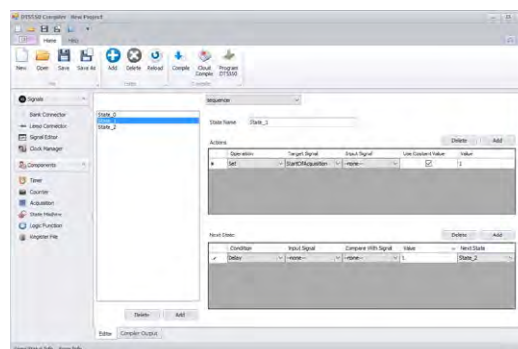 DT5550 Compiler New Project
Home Help
New Open Save Save As Add Delete Reload Compile Cloud Compile Program DT5550
Signals
Bank Connector
Lemo Connector
Signal Editor
Clock Manager
Components
Timer
Counter
Acquisition
State Machine
Logic Function
Register File
State_0
State_1
State_2
Delete Add
Editor Compiler Output
sequencer
State Name State_1
Actions Delete Add
Operation Target Signal Input Signal Use Constant Value Value
Set StartOfAcquisition --none-- 1
Next State Delete Add
Condition Input Signal Compare With Signal Value Next State
Delay --none-- --none-- 1 State_2